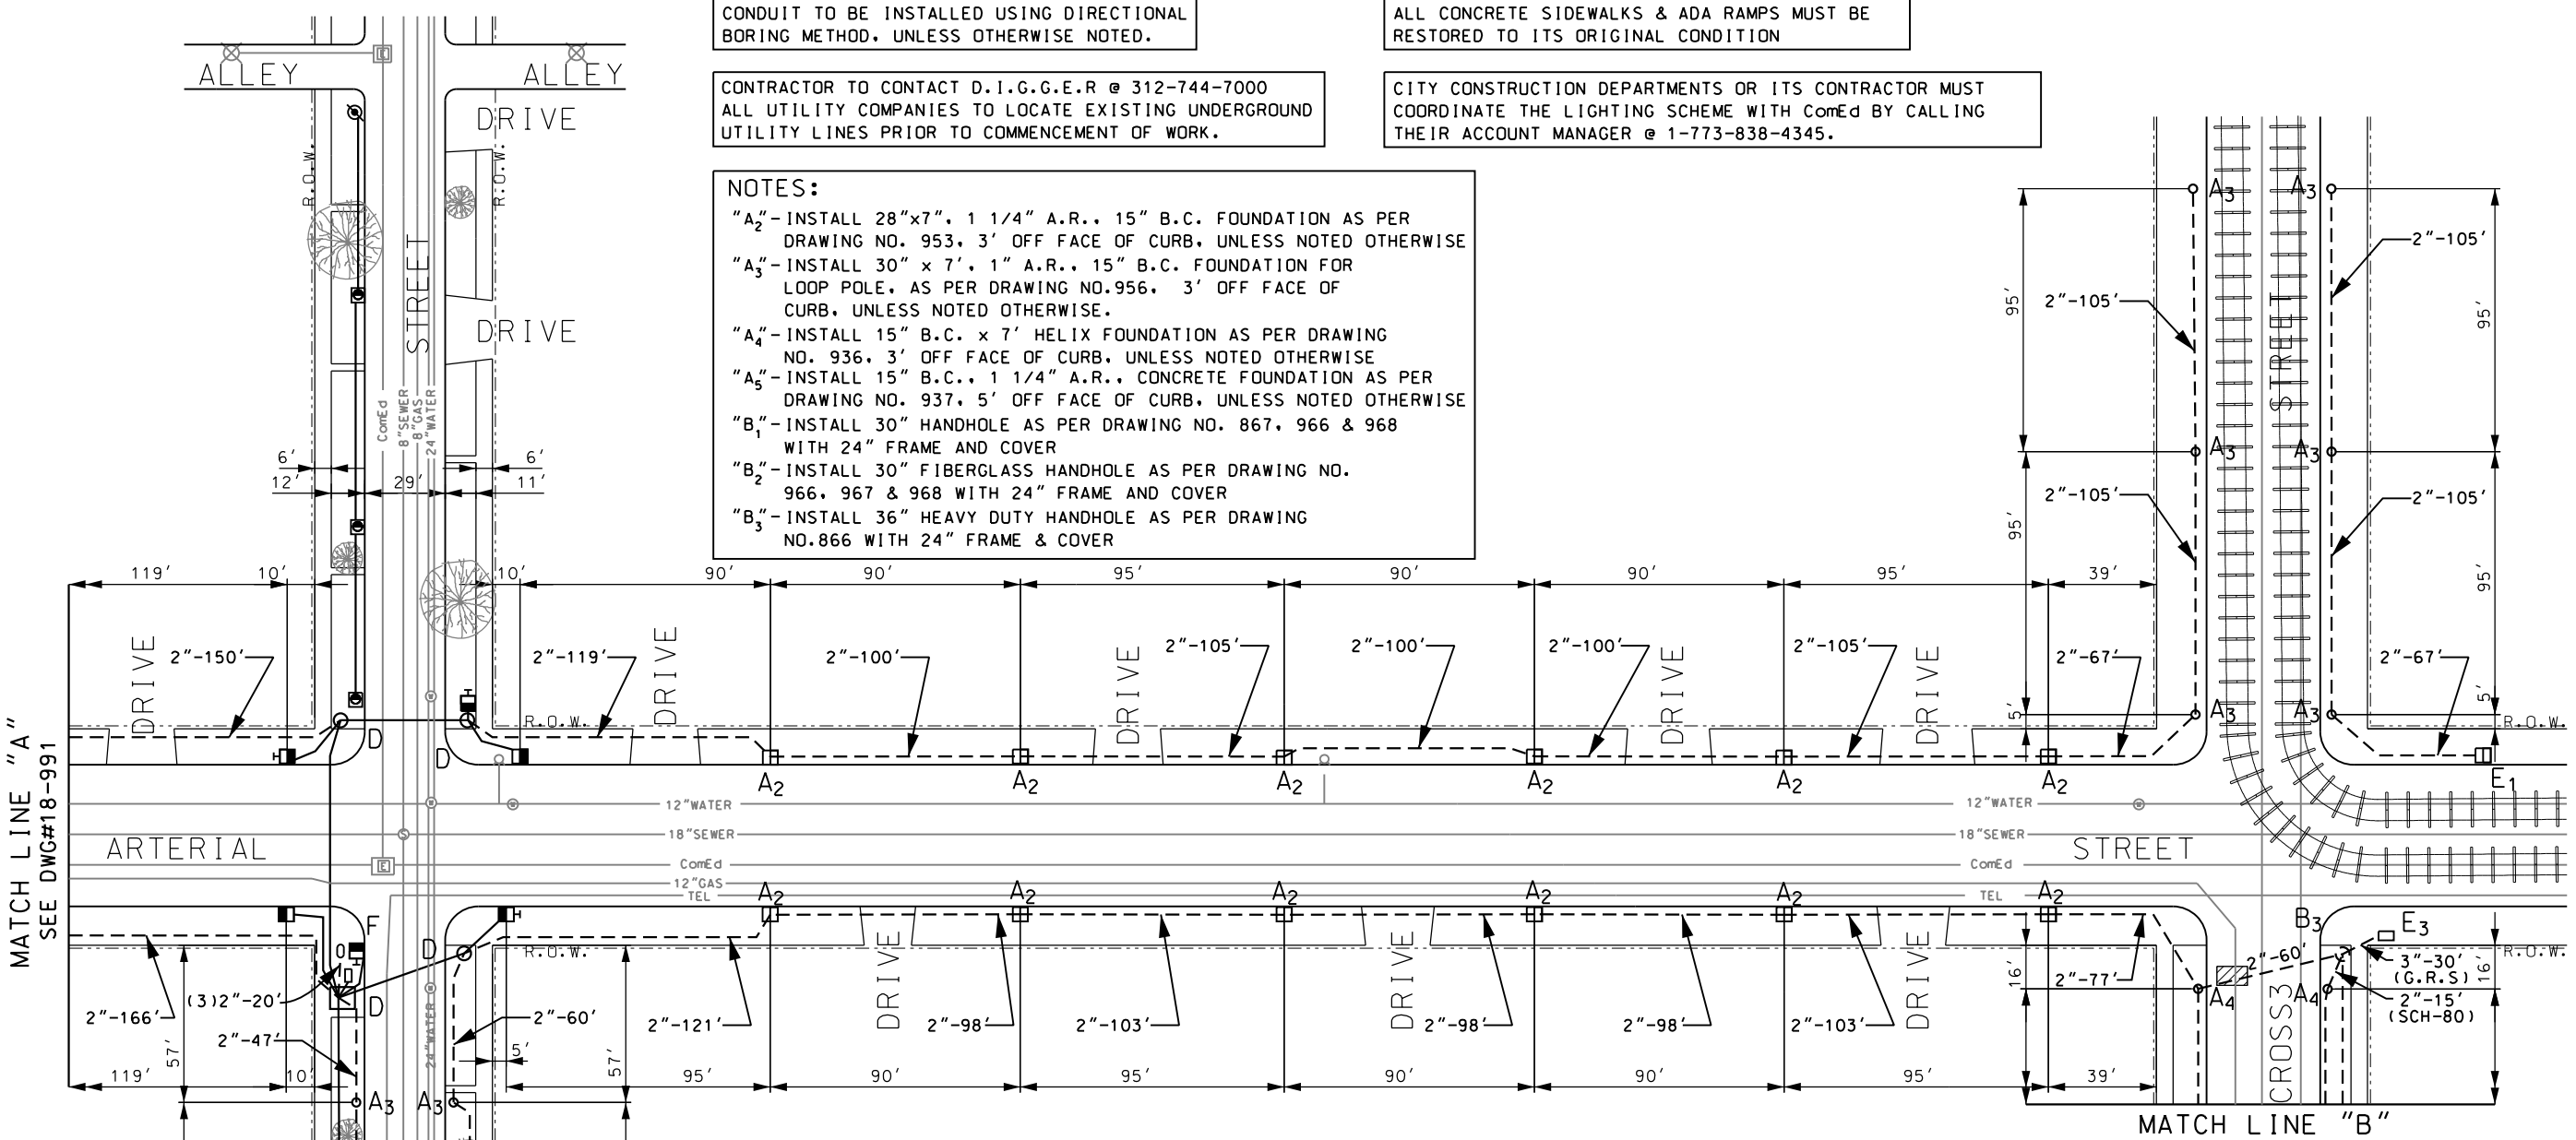 CONDUIT TO BE INSTALLED USING DIRECTIONAL
BORING METHOD, UNLESS OTHERWISE NOTED.
ALL CONCRETE SIDEWALKS & ADA RAMPS MUST BE
RESTORED TO ITS ORIGINAL CONDITION
CONTRACTOR TO CONTACT D.I.G.G.E.R @ 312-744-7000
ALL UTILITY COMPANIES TO LOCATE EXISTING UNDERGROUND
UTILITY LINES PRIOR TO COMMENCEMENT OF WORK.
CITY CONSTRUCTION DEPARTMENTS OR ITS CONTRACTOR MUST
COORDINATE THE LIGHTING SCHEME WITH ComEd BY CALLING
THEIR ACCOUNT MANAGER @ 1-773-838-4345.
NOTES:
"A2"-INSTALL 28"x7", 1 1/4" A.R., 15" B.C. FOUNDATION AS PER
DRAWING NO. 953, 3' OFF FACE OF CURB, UNLESS NOTED OTHERWISE
"A3"-INSTALL 30" x 7', 1" A.R., 15" B.C. FOUNDATION FOR
LOOP POLE, AS PER DRAWING NO.956, 3' OFF FACE OF
CURB, UNLESS NOTED OTHERWISE.
"A4"-INSTALL 15" B.C. x 7' HELIX FOUNDATION AS PER DRAWING
NO. 936, 3' OFF FACE OF CURB, UNLESS NOTED OTHERWISE
"A5"-INSTALL 15" B.C., 1 1/4" A.R., CONCRETE FOUNDATION AS PER
DRAWING NO. 937, 5' OFF FACE OF CURB, UNLESS NOTED OTHERWISE
"B1"-INSTALL 30" HANDHOLE AS PER DRAWING NO. 867, 966 & 968
WITH 24" FRAME AND COVER
"B2"-INSTALL 30" FIBERGLASS HANDHOLE AS PER DRAWING NO.
966, 967 & 968 WITH 24" FRAME AND COVER
"B3"-INSTALL 36" HEAVY DUTY HANDHOLE AS PER DRAWING
NO.866 WITH 24" FRAME & COVER
ALLEY
E
ALLEY
DRIVE
R.O.W.
R.O.W.
STREET
DRIVE
ComEd
8"SEWER
8"GAS
24"WATER
6'
6'
12'
29'
11'
A3
A3
2"-105'
95'
2"-105'
STREET
95'
A3
A3
2"-105'
2"-105'
95'
95'
119'
10'
10'
90'
90'
95'
90'
90'
95'
39'
DRIVE
2"-150'
2"-119'
DRIVE
2"-100'
DRIVE
2"-105'
2"-100'
2"-100'
DRIVE
2"-105'
DRIVE
2"-67'
2"-67'
5'
5'
A3
A3
R.O.W.
R.O.W.
D
D
A2
A2
A2
A2
A2
A2
E1
MATCH LINE "A"
SEE DWG#18-991
W
W
12"WATER
12"WATER
S
18"SEWER
18"SEWER
ARTERIAL
STREET
E
ComEd
ComEd
12"GAS
TEL
TEL
A2
A2
A2
A2
A2
A2
F
D
R.O.W.
B3
E3
R.O.W.
2"-60'
3"-30'
(G.R.S)
16'
16'
2"-77'
A4
A4
2"-15'
(SCH-80)
(3)2"-20'
D
2"-166'
2"-47'
57'
24"WATER
2"-60'
2"-121'
DRIVE
2"-98'
2"-103'
DRIVE
2"-98'
2"-98'
2"-103'
DRIVE
CROSS3
5'
57'
119'
10'
95'
90'
95'
90'
90'
95'
39'
A3
A3
MATCH LINE "B"